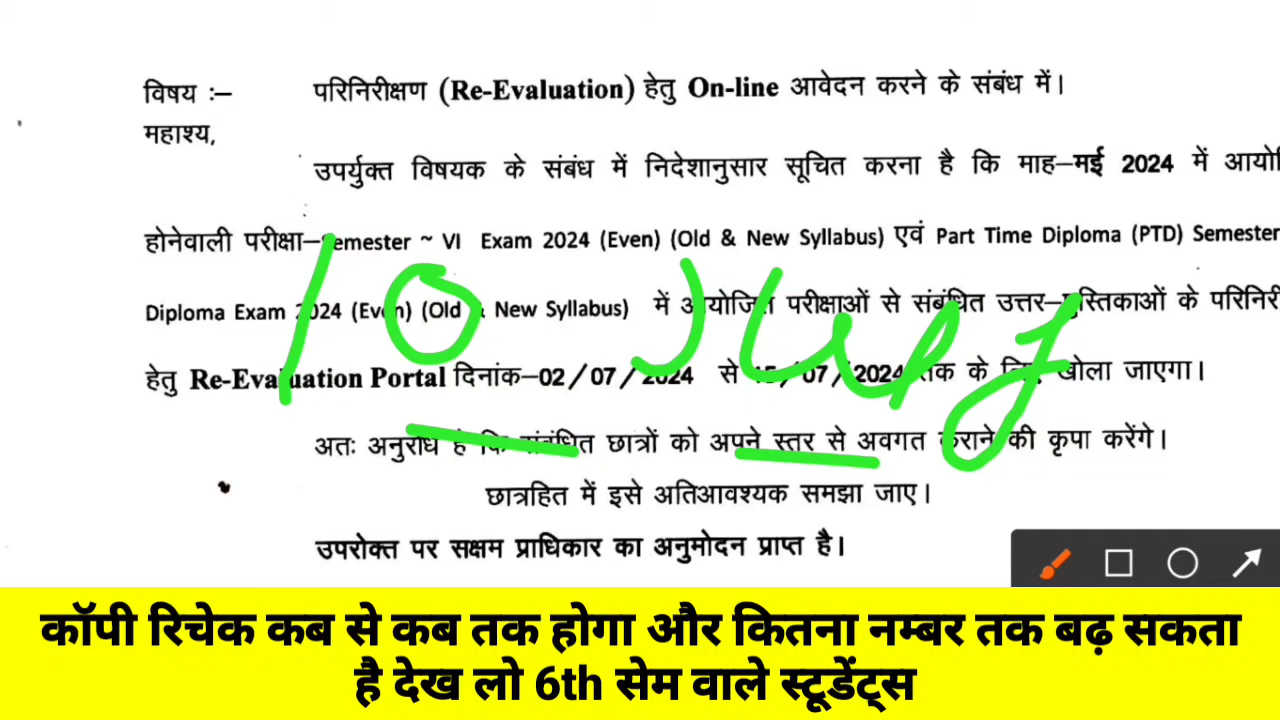 विषय :– परिनिरीक्षण (Re-Evaluation) हेतु On-line आवेदन करने के संबंध में।
महाश्य,
उपर्युक्त विषयक के संबंध में निदेशानुसार सूचित करना है कि माह–मई 2024 में आयोि
होनेवाली परीक्षा–Semester ~ VI Exam 2024 (Even) (Old & New Syllabus) एवं Part Time Diploma (PTD) Semester
Diploma Exam 2024 (Even) (Old & New Syllabus) में आयोजित परीक्षाओं से संबंधित उत्तर–पुस्तिकाओं के परिनिरी
10 July
हेतु Re-Evaluation Portal दिनांक–02/07/2024 से 15/07/2024 तक के लिए खोला जाएगा।
अतः अनुरोध है कि संबंधित छात्रों को अपने स्तर से अवगत कराने की कृपा करेंगे।
छात्रहित में इसे अतिआवश्यक समझा जाए।
उपरोक्त पर सक्षम प्राधिकार का अनुमोदन प्राप्त है।
कॉपी रिचेक कब से कब तक होगा और कितना नम्बर तक बढ़ सकता
है देख लो 6th सेम वाले स्टूडेंट्स